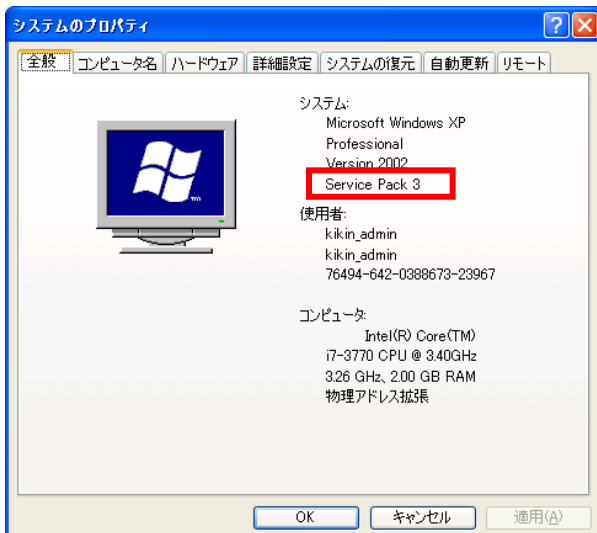 システムのプロパティ
全般 コンピュータ名 ハードウェア 詳細設定 システムの復元 自動更新 リモート
システム:
Microsoft Windows XP
Professional
Version 2002
Service Pack 3
使用者:
kikin_admin
kikin_admin
76494-642-0388673-23967
コンピュータ:
Intel(R) Core(TM)
i7-3770 CPU @ 3.40GHz
3.26 GHz、2.00 GB RAM
物理アドレス拡張
OK キャンセル 適用(A)